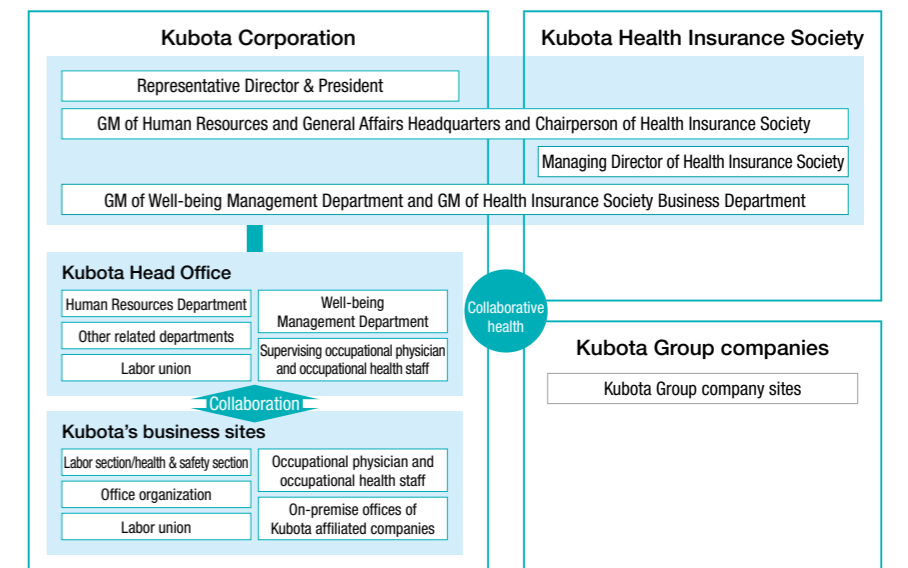 Kubota Corporation
Kubota Health Insurance Society
Representative Director & President
GM of Human Resources and General Affairs Headquarters and Chairperson of Health Insurance Society
Managing Director of Health Insurance Society
GM of Well-being Management Department and GM of Health Insurance Society Business Department
Kubota Head Office
Human Resources Department
Other related departments
Labor union
Well-being
Management Department
Supervising occupational physician
and occupational health staff
Collaborative
health
Collaboration
Kubota's business sites
Labor section/health & safety section
Office organization
Labor union
Occupational physician and
occupational health staff
On-premise offices of
Kubota affiliated companies
Kubota Group companies
Kubota Group company sites